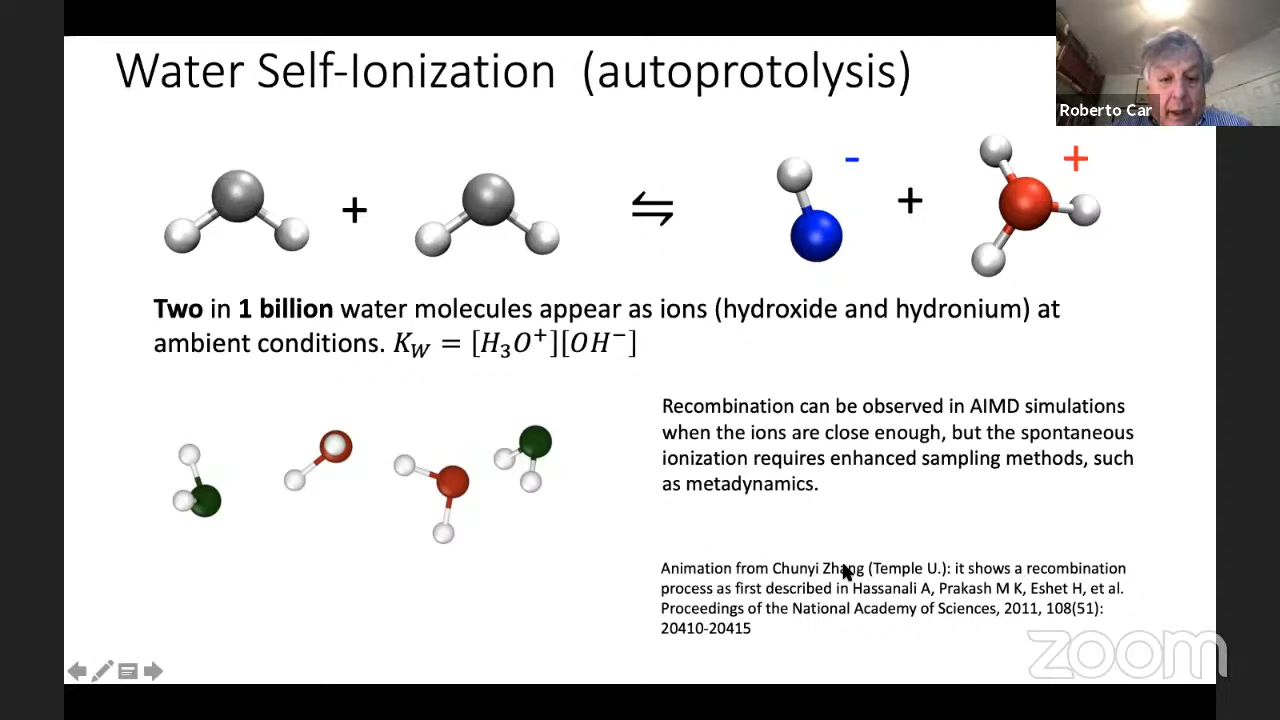 Water Self-Ionization (autoprotolysis)
Roberto Car
+ ⇌ - + +
Two in 1 billion water molecules appear as ions (hydroxide and hydronium) at
ambient conditions. K_W = [H₃O⁺][OH⁻]
Recombination can be observed in AIMD simulations
when the ions are close enough, but the spontaneous
ionization requires enhanced sampling methods, such
as metadynamics.
Animation from Chunyi Zhang (Temple U.): it shows a recombination
process as first described in Hassanali A, Prakash M K, Eshet H, et al.
Proceedings of the National Academy of Sciences, 2011, 108(51):
20410-20415
zoom